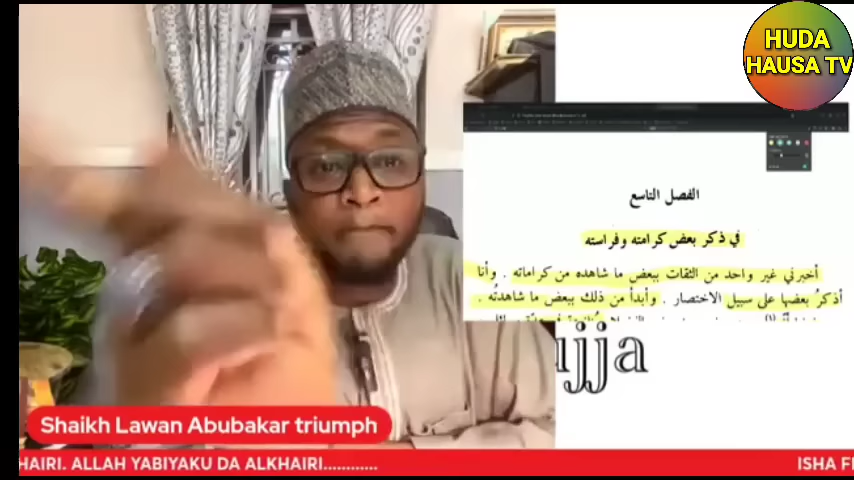 HUDA
HAUSA TV
الفصل التاسع
في ذكر بعض كرامته وفراسته
أخبرني غير واحد من الثقات ببعض ما شاهده من كراماته . وأنا
أذكرُ بعضها على سبيل الاختصار . وأبدأ من ذلك ببعض ما شاهدتُه .
ujja
Shaikh Lawan Abubakar triumph
HAIRI. ALLAH YABIYAKU DA ALKHAIRI............ ISHA F